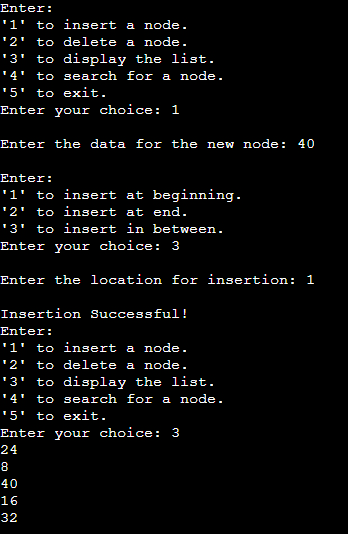 Enter:
'1' to insert a node.
'2' to delete a node.
'3' to display the list.
'4' to search for a node.
'5' to exit.
Enter your choice: 1
Enter the data for the new node: 40
Enter:
'1' to insert at beginning.
'2' to insert at end.
'3' to insert in between.
Enter your choice: 3
Enter the location for insertion: 1
Insertion Successful!
Enter:
'1' to insert a node.
'2' to delete a node.
'3' to display the list.
'4' to search for a node.
'5' to exit.
Enter your choice: 3
24
8
40
16
32